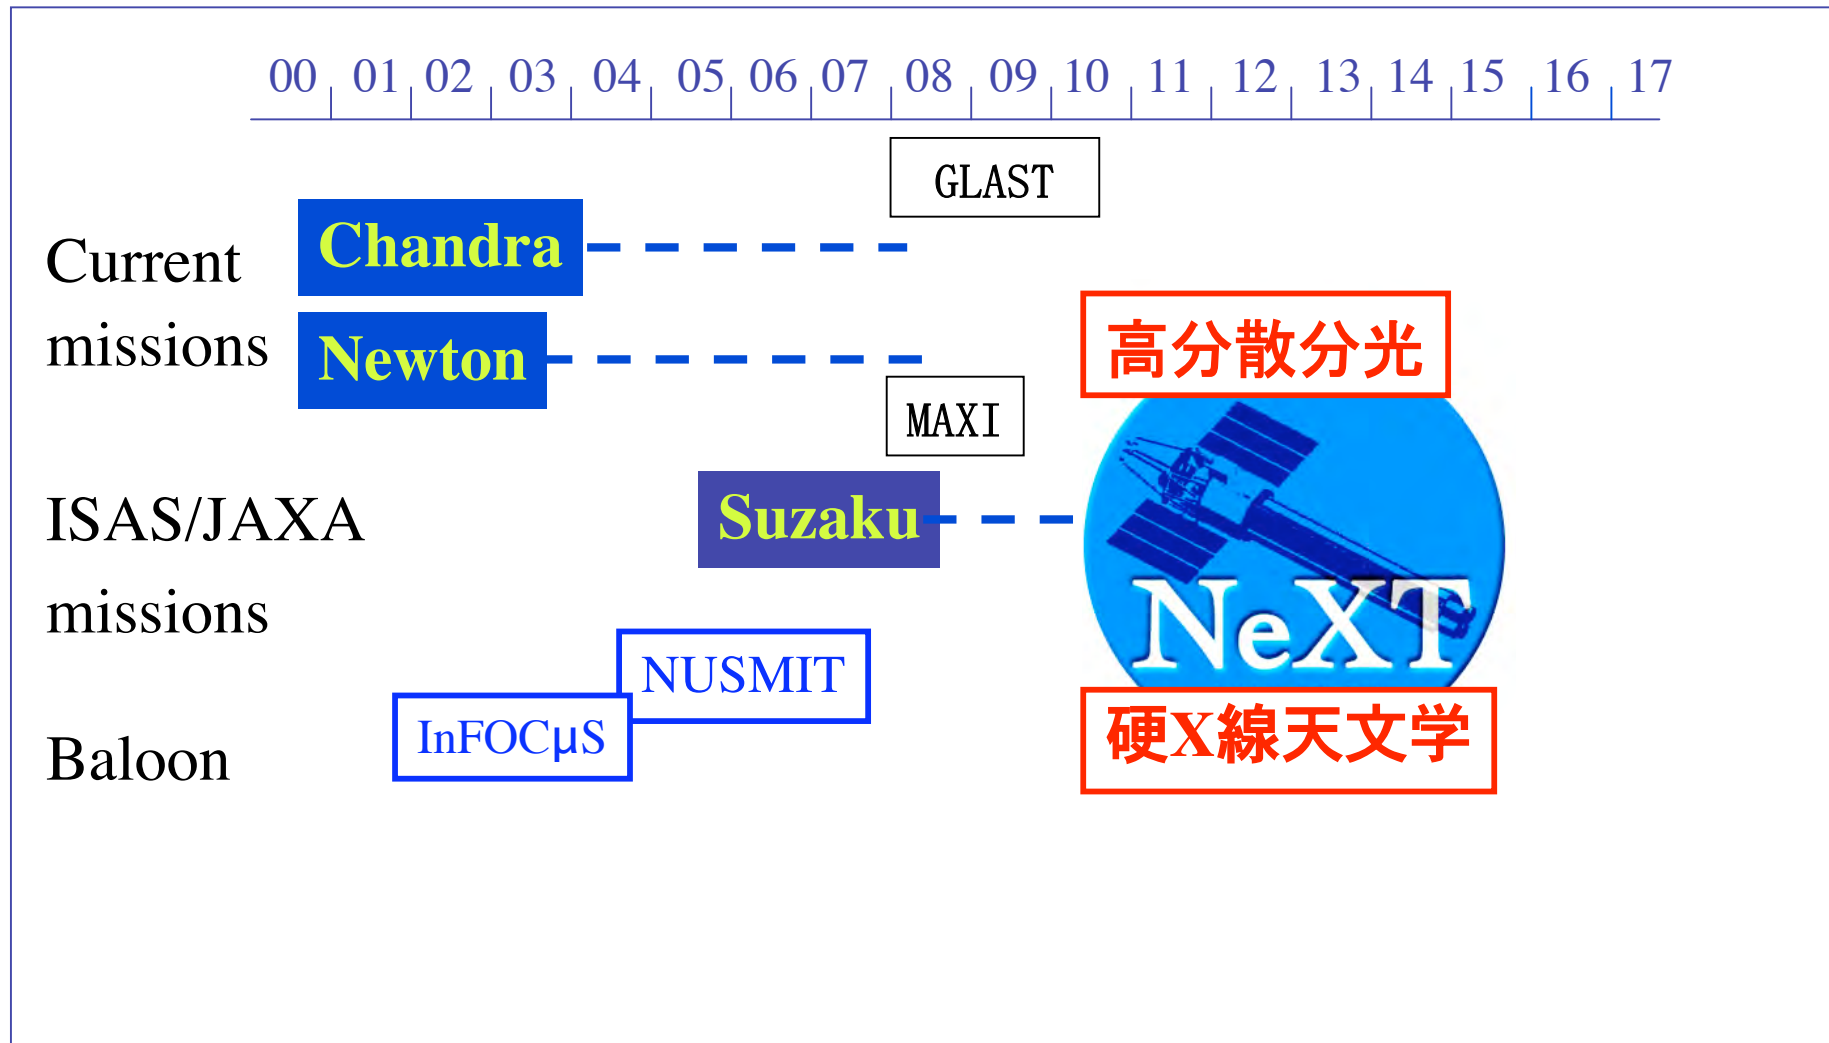 00 01 02 03 04 05 06 07 08 09 10 11 12 13 14 15 16 17
GLAST
Current
missions
Chandra
Newton
MAXI
高分散分光
ISAS/JAXA
missions
Suzaku
NeXT
NUSMIT
InFOCμS
硬X線天文学
Baloon